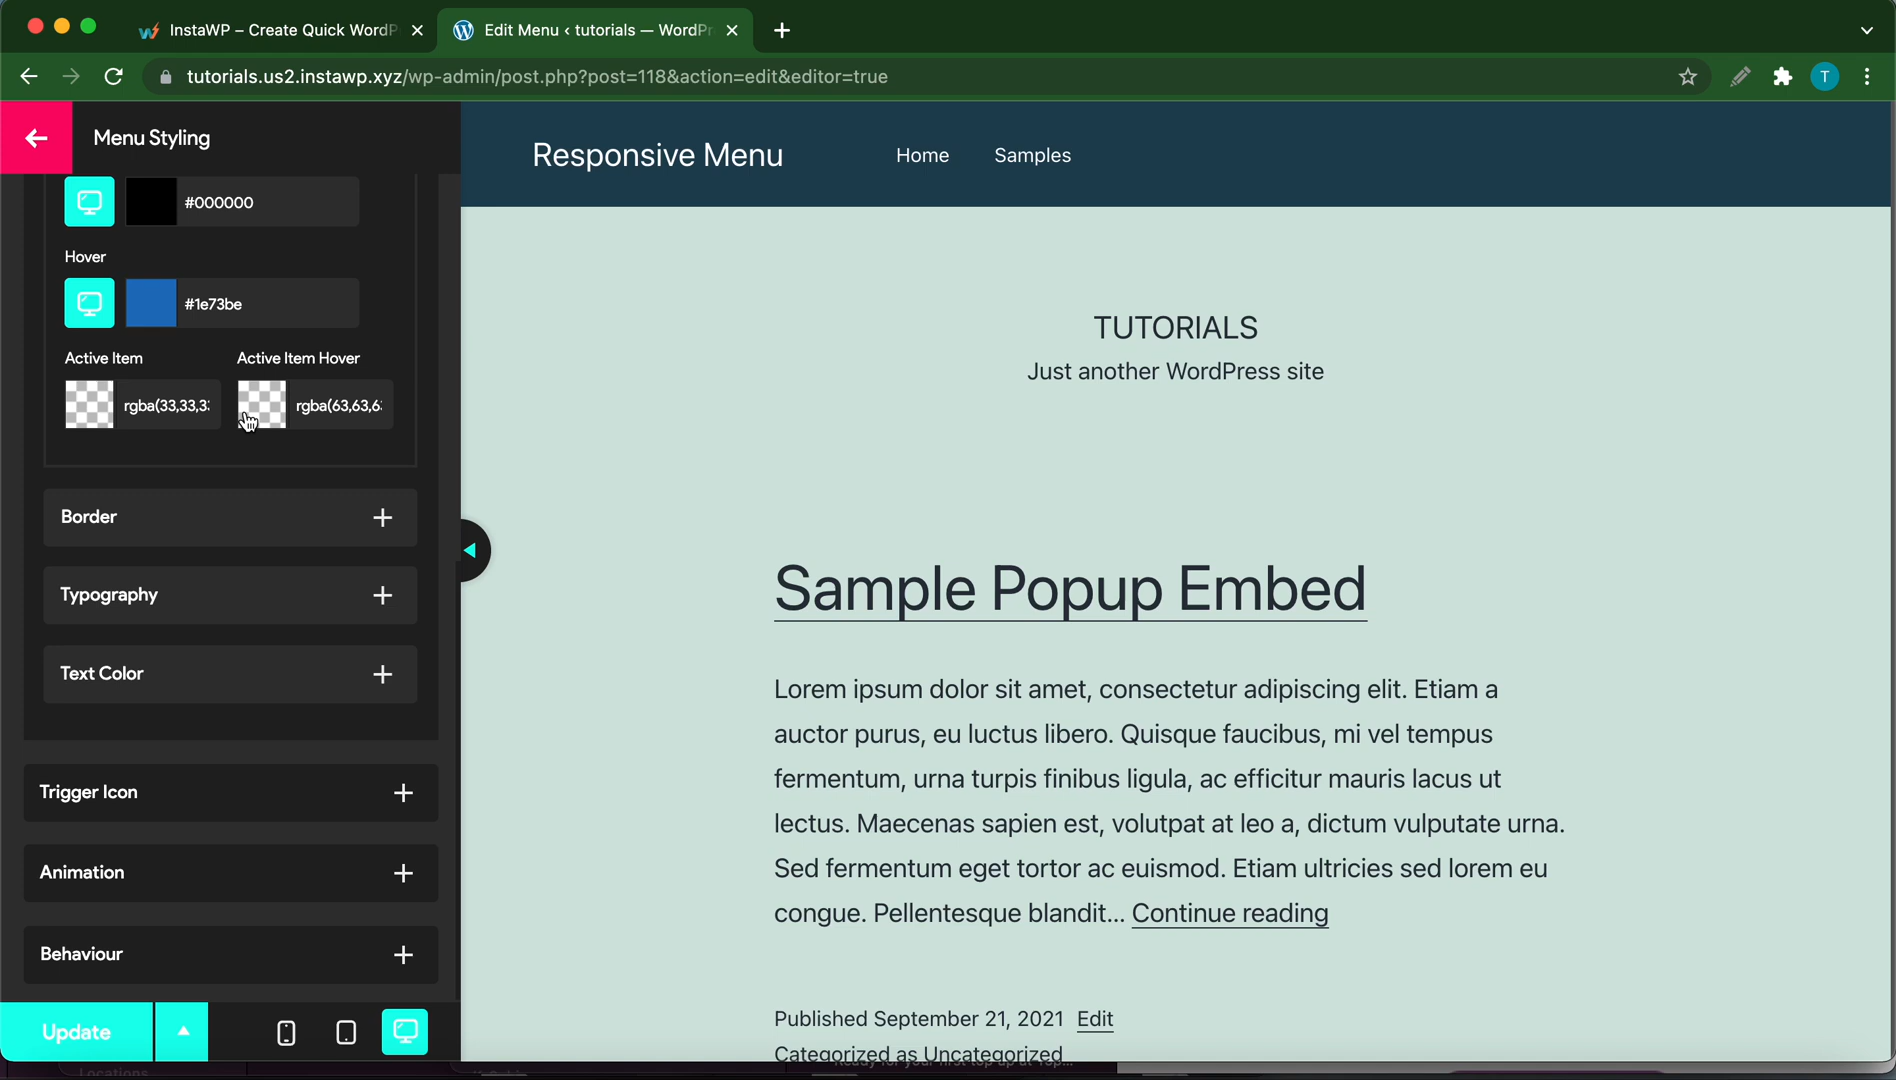 InstaWP – Create Quick WordP
Edit Menu ‹ tutorials — WordPr
tutorials.us2.instawp.xyz/wp-admin/post.php?post=118&action=edit&editor=true
T
Menu Styling
#000000
Hover
#1e73be
Active Item
Active Item Hover
rgba(33,33,3
rgba(63,63,6
Border
Typography
Text Color
Trigger Icon
Animation
Behaviour
Update
Responsive Menu
Home
Samples
TUTORIALS
Just another WordPress site
Sample Popup Embed
Lorem ipsum dolor sit amet, consectetur adipiscing elit. Etiam a
auctor purus, eu luctus libero. Quisque faucibus, mi vel tempus
fermentum, urna turpis finibus ligula, ac efficitur mauris lacus ut
lectus. Maecenas sapien est, volutpat at leo a, dictum vulputate urna.
Sed fermentum eget tortor ac euismod. Etiam ultricies sed lorem eu
congue. Pellentesque blandit... Continue reading
Published September 21, 2021 Edit
Categorized as Uncategorized
Locations